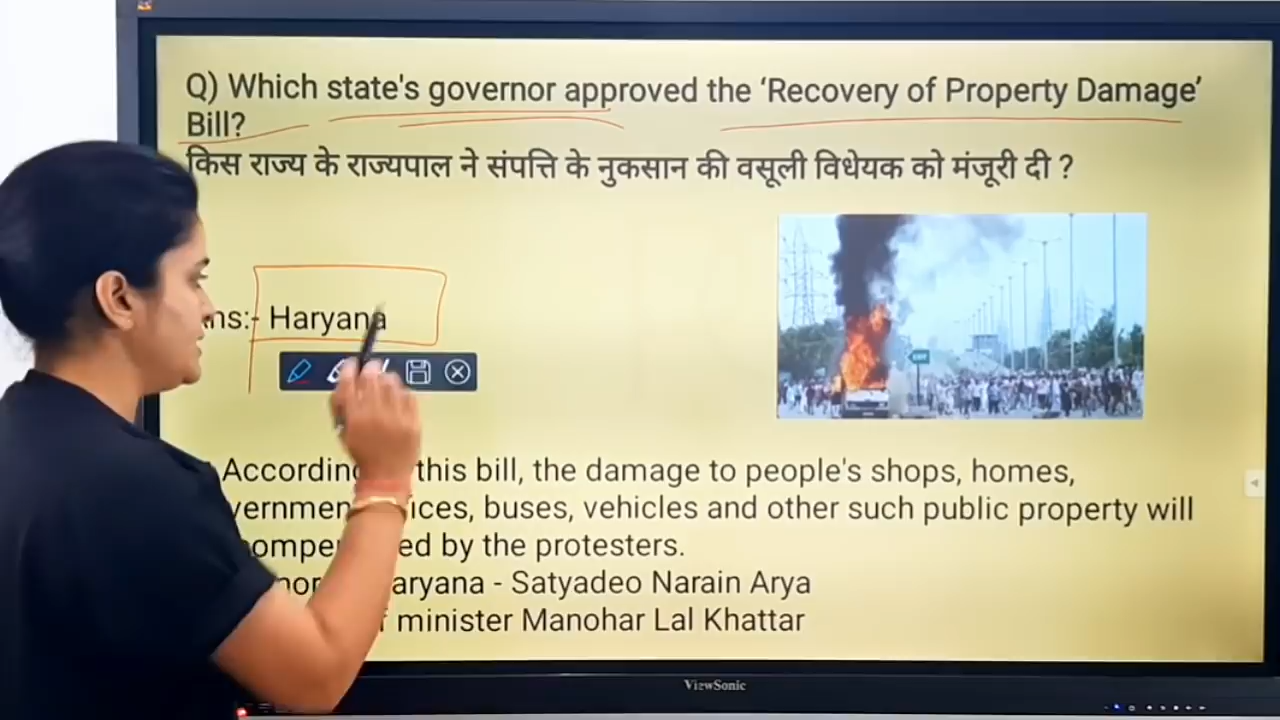 Q) Which state's governor approved the ‘Recovery of Property Damage’
Bill?
किस राज्य के राज्यपाल ने संपत्ति के नुकसान की वसूली विधेयक को मंजूरी दी ?
Haryana
According this bill, the damage to people's shops, homes,
buses, vehicles and other such public property will
by the protesters.
- Satyadeo Narain Arya
minister Manohar Lal Khattar
ViewSonic